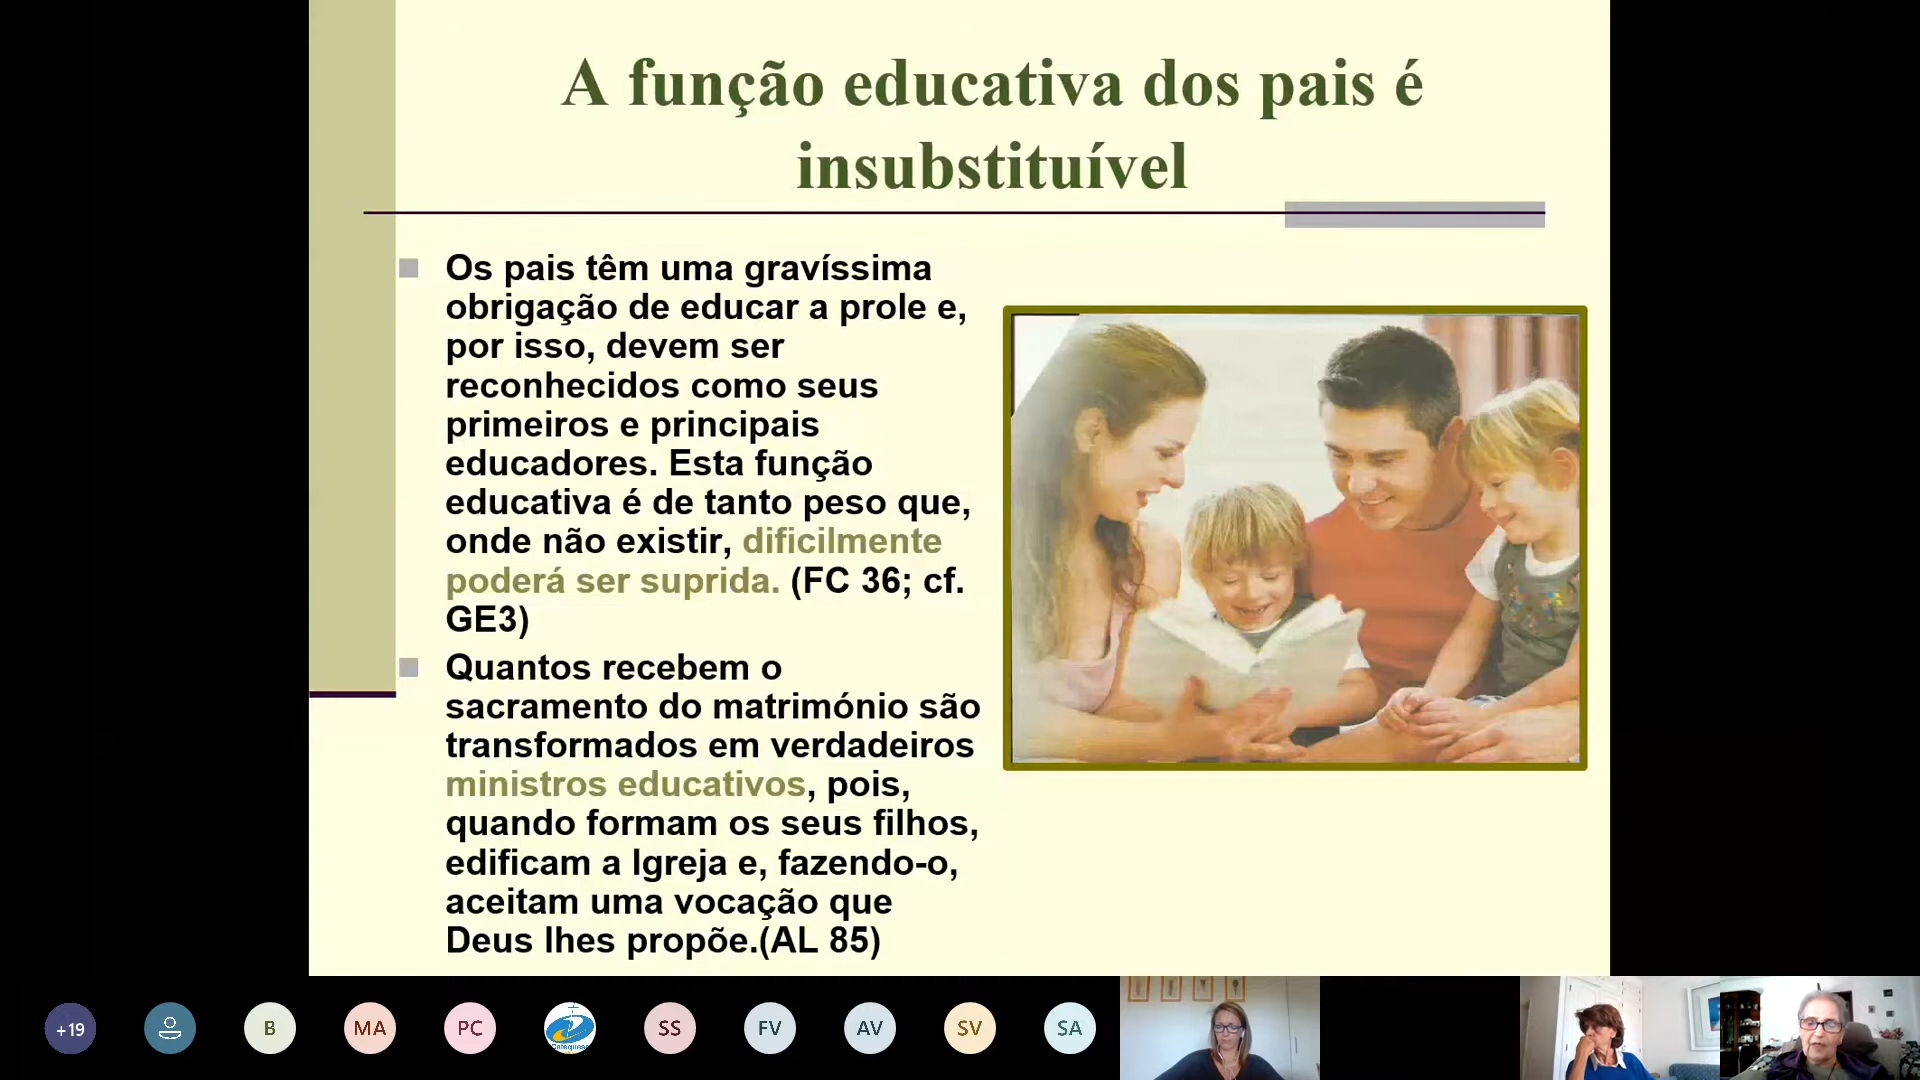 A função educativa dos pais é
insubstituível
Os pais têm uma gravíssima
obrigação de educar a prole e,
por isso, devem ser
reconhecidos como seus
primeiros e principais
educadores. Esta função
educativa é de tanto peso que,
onde não existir, dificilmente
poderá ser suprida. (FC 36; cf.
GE3)
Quantos recebem o
sacramento do matrimónio são
transformados em verdadeiros
ministros educativos, pois,
quando formam os seus filhos,
edificam a Igreja e, fazendo-o,
aceitam uma vocação que
Deus lhes propõe.(AL 85)
+19
B
MA
PC
Catequese
SS
FV
AV
SV
SA